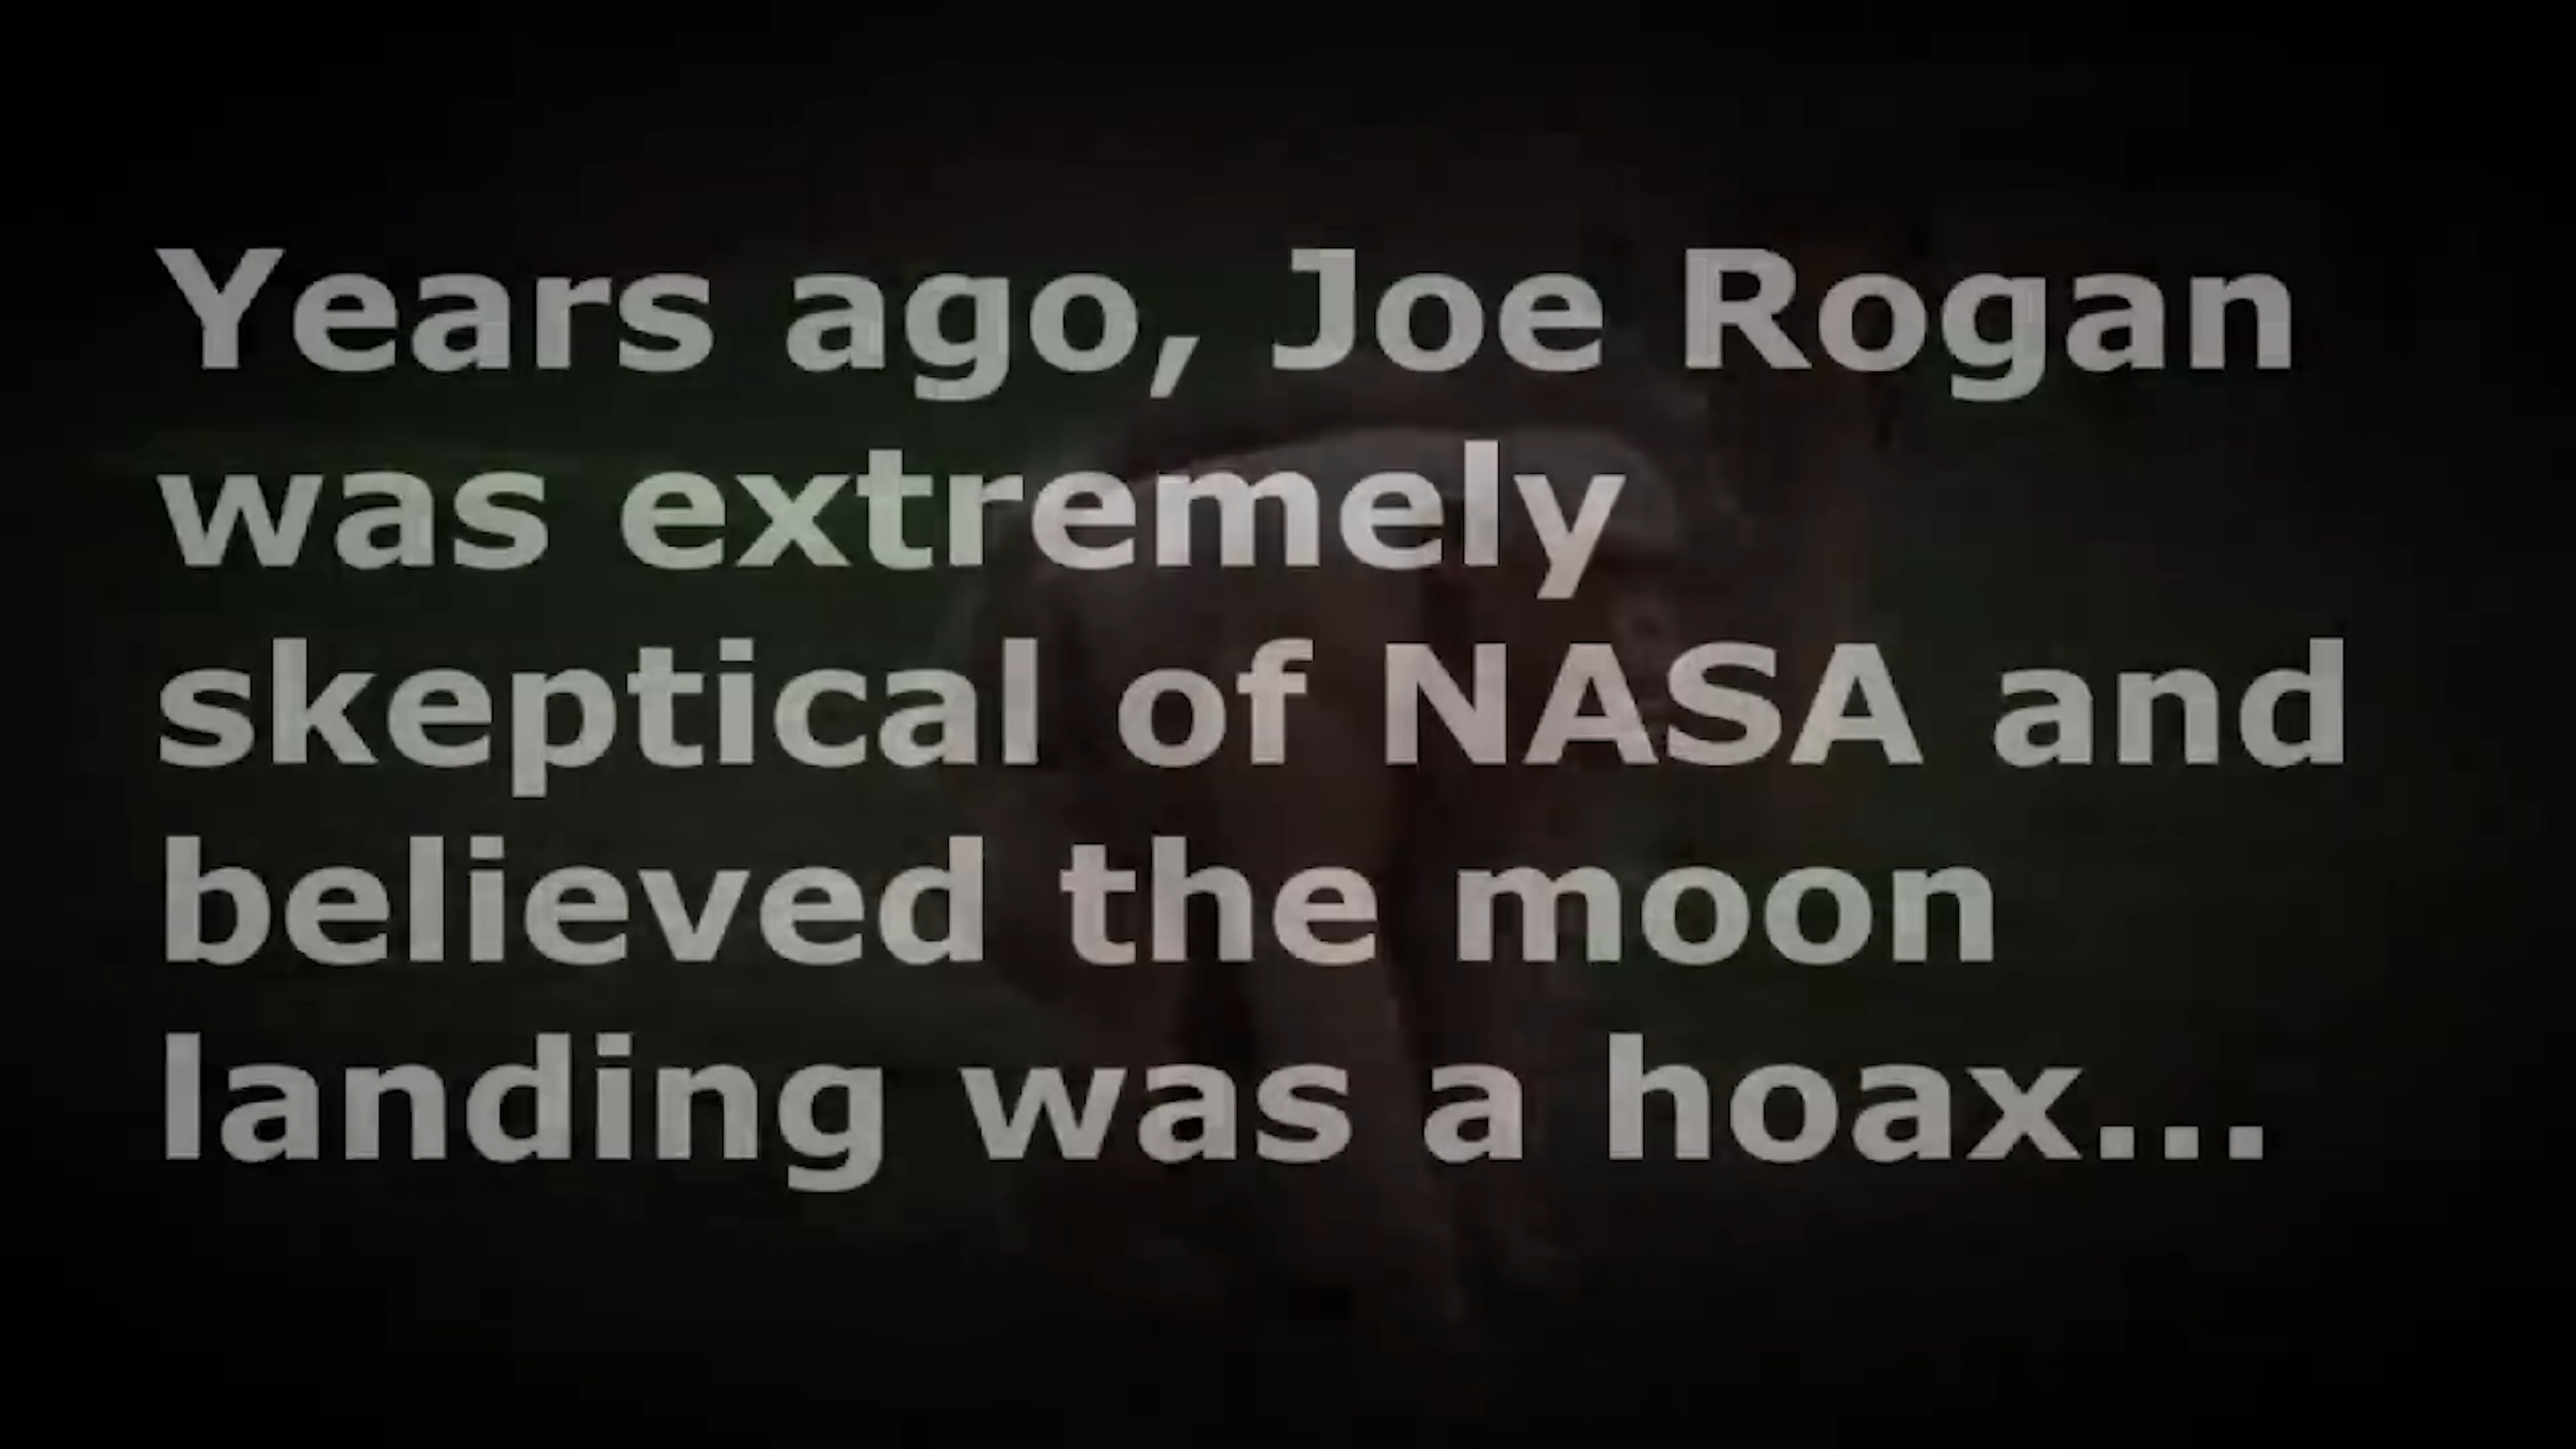 Years ago, Joe Rogan
was extremely
skeptical of NASA and
believed the moon
landing was a hoax...